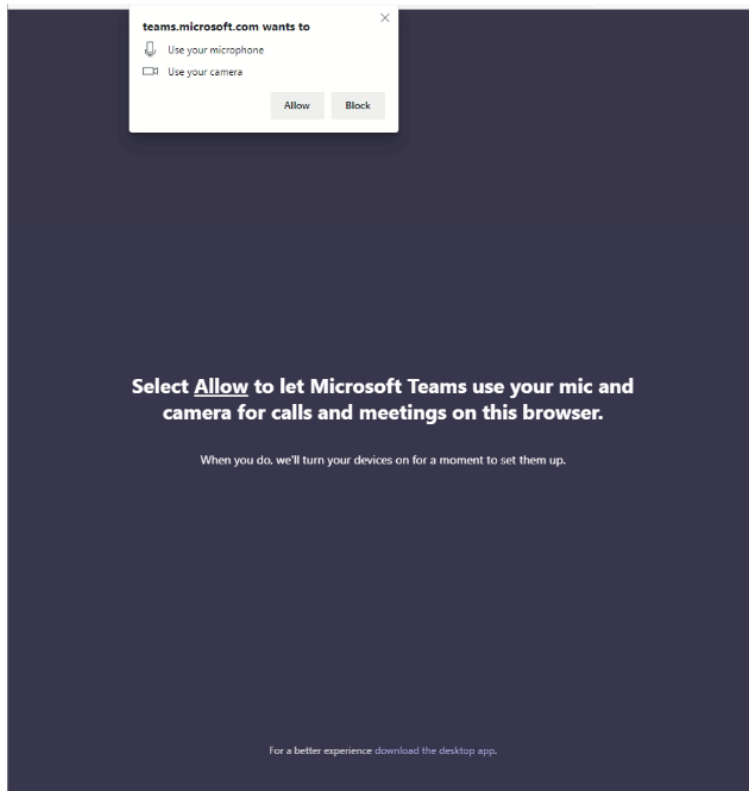 teams.microsoft.com wants to
Use your microphone
Use your camera
Allow Block
Select Allow to let Microsoft Teams use your mic and
camera for calls and meetings on this browser.
When you do, we'll turn your devices on for a moment to set them up.
For a better experience download the desktop app.